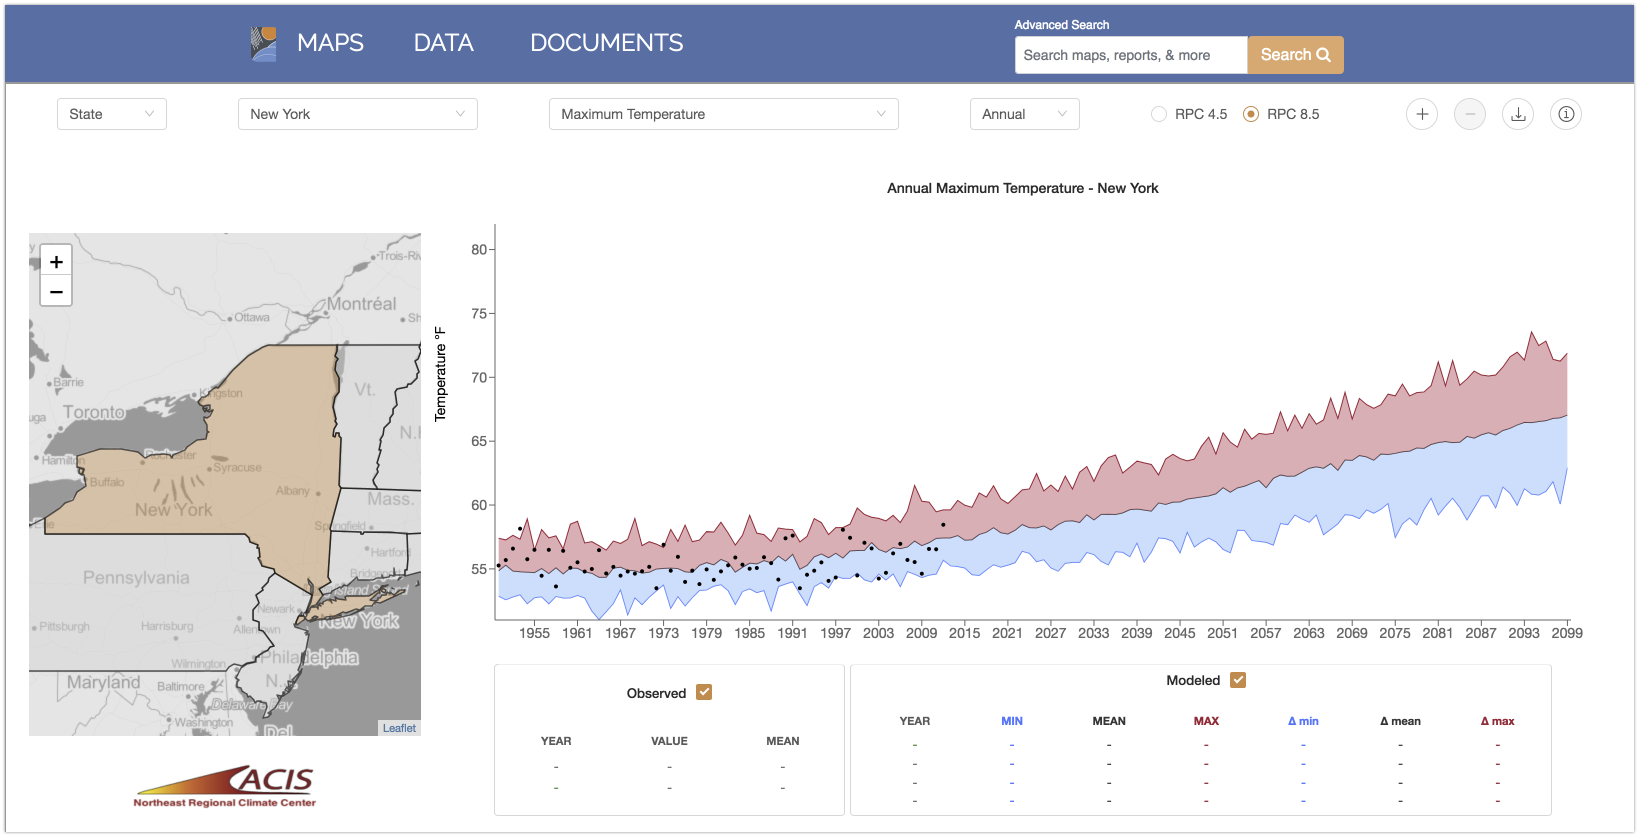 MAPS
DATA
DOCUMENTS
Advanced Search
Search maps, reports, & more
Search
State
New York
Maximum Temperature
Annual
RPC 4.5
RPC 8.5
Annual Maximum Temperature - New York
+
−
Trois-Riv
Montréal
Ottawa
Sh
Barrie
Kingston
Vt.
Toronto
uga
N.
Hamilton
Rochester
Syracuse
Buffalo
Albany
Mass.
New York
Springfield
Erie
Hartford
Pennsylvania
Bridgeport
Long Island Sound
Newark
New York
Pittsburgh
Harrisburg
Allentown
Philadelphia
Wilmington
N.J.
Maryland
Baltimore
Delaware Bay
Washington
Del
Leaflet
ACIS
Northeast Regional Climate Center
Temperature °F
80
75
70
65
60
55
1955 1961 1967 1973 1979 1985 1991 1997 2003 2009 2015 2021 2027 2033 2039 2045 2051 2057 2063 2069 2075 2081 2087 2093 2099
Observed
YEAR VALUE MEAN
- - -
- - -
Modeled
YEAR MIN MEAN MAX Δ min Δ mean Δ max
- - - - - - -
- - - - - - -
- - - - - - -
- - - - - - -